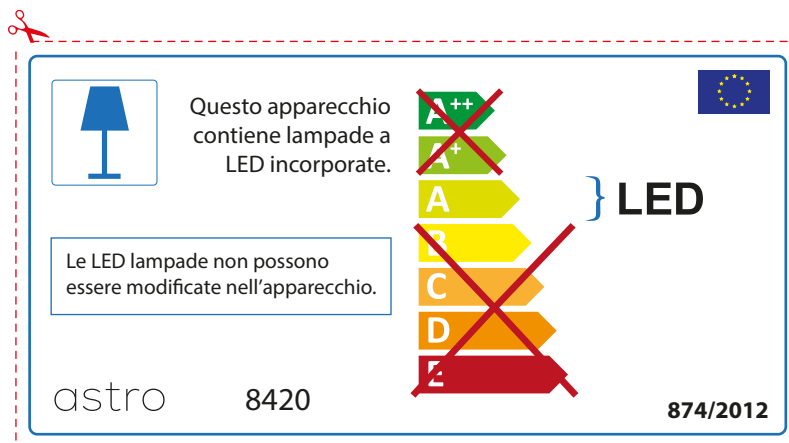 Questo apparecchio
contiene lampade a
LED incorporate.
A++
A+
A
B
C
D
E
LED
Le LED lampade non possono
essere modificate nell'apparecchio.
astro
8420
874/2012